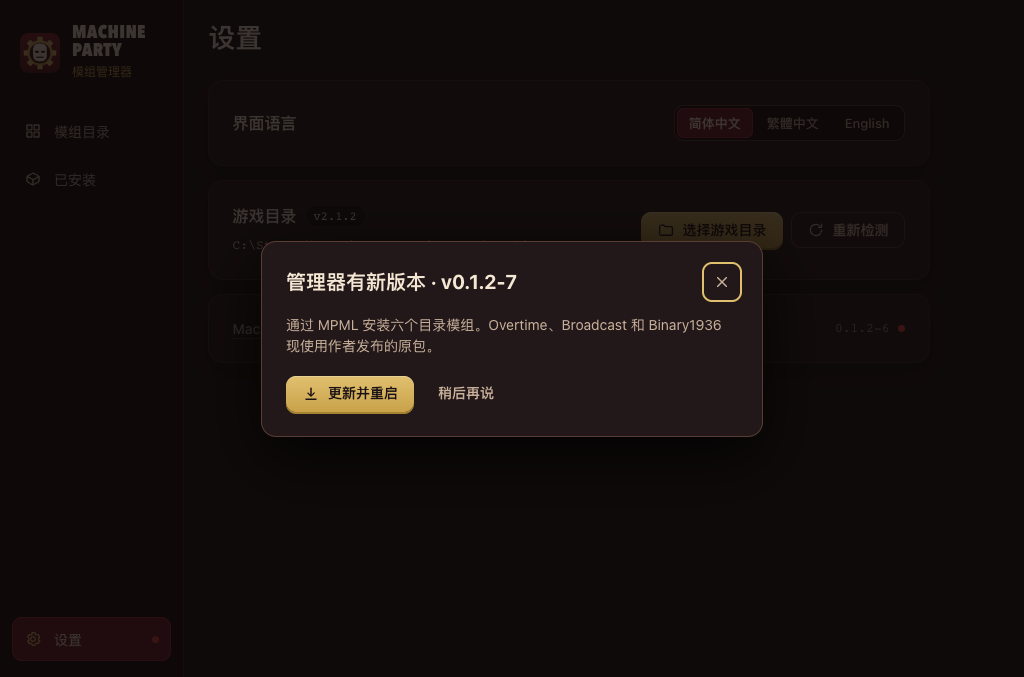 MACHINE
PARTY
模组管理器
模组目录
已安装
设置
设置
界面语言
简体中文 繁體中文 English
游戏目录 v2.1.2
选择游戏目录 重新检测
管理器有新版本 · v0.1.2-7
通过 MPML 安装六个目录模组。Overtime、Broadcast 和 Binary1936
现使用作者发布的原包。
更新并重启 稍后再说
0.1.2-6